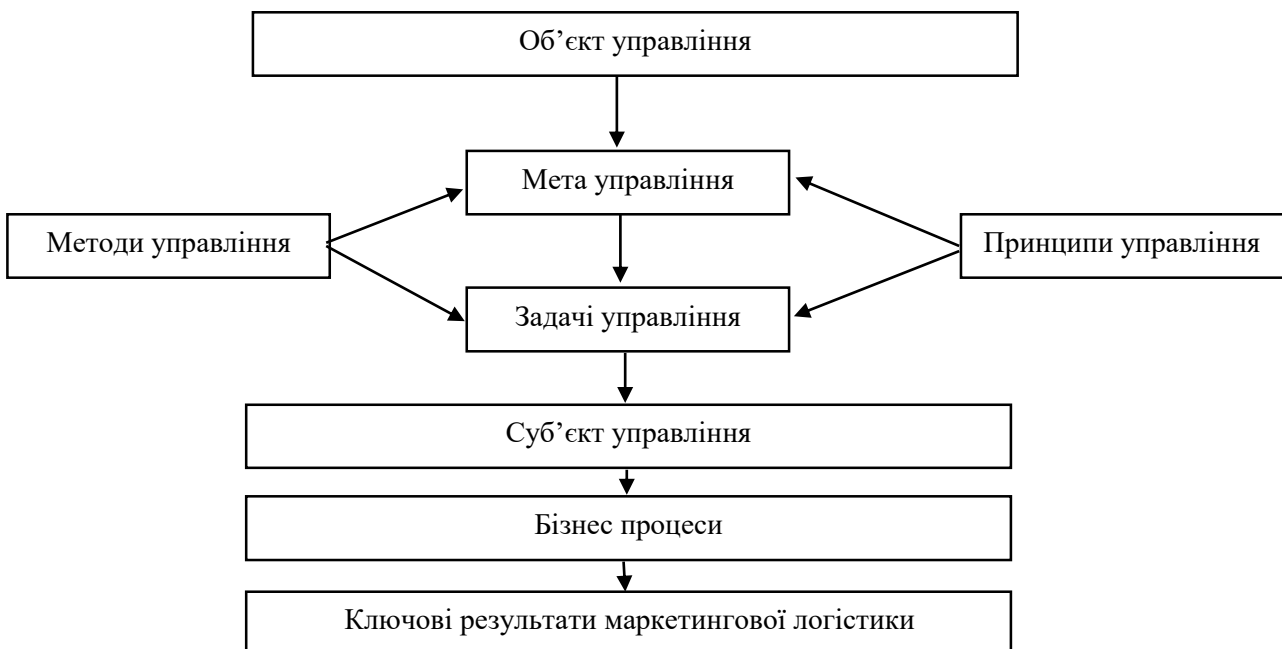 Об’єкт управління
Мета управління
Методи управління
Принципи управління
Задачі управління
Суб’єкт управління
Бізнес процеси
Ключові результати маркетингової логістики